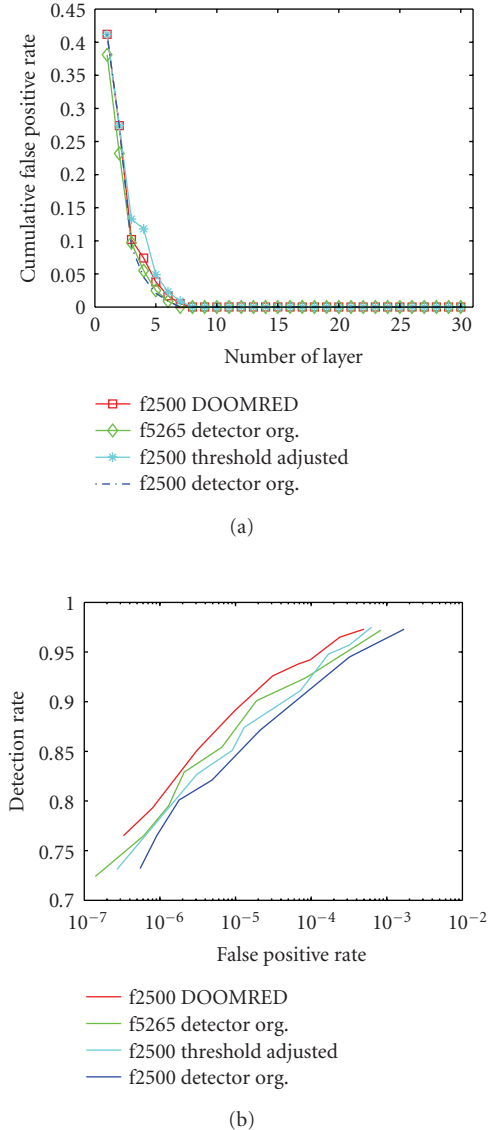 0.45
0.4
0.35
0.3
0.25
0.2
0.15
0.1
0.05
0
Cumulative false positive rate
0 5 10 15 20 25 30
Number of layer
f2500 DOOMRED
f5265 detector org.
f2500 threshold adjusted
f2500 detector org.
(a)
1
0.95
0.9
0.85
0.8
0.75
0.7
Detection rate
10⁻⁷ 10⁻⁶ 10⁻⁵ 10⁻⁴ 10⁻³ 10⁻²
False positive rate
f2500 DOOMRED
f5265 detector org.
f2500 threshold adjusted
f2500 detector org.
(b)